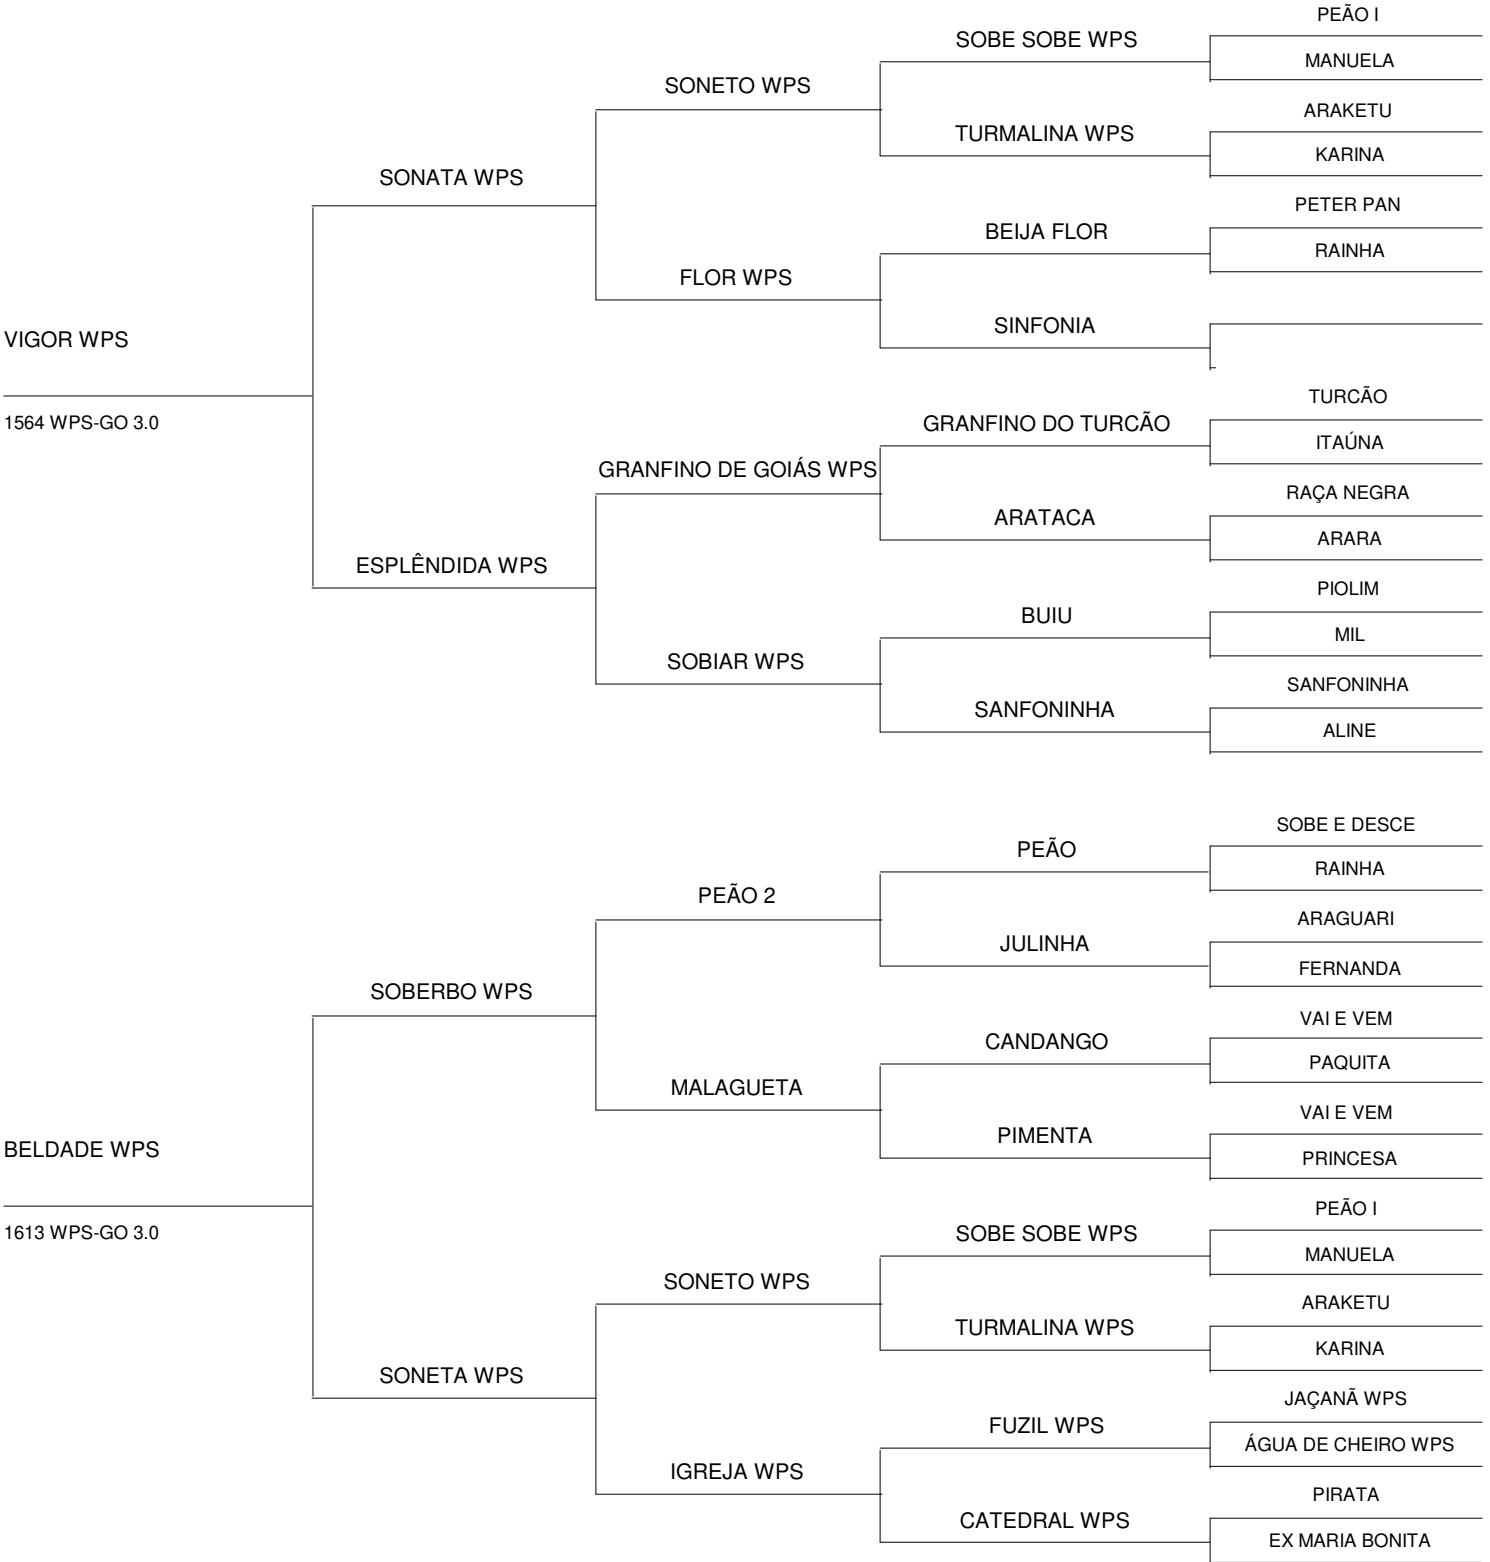 PEÃO I
SOBE SOBE WPS
MANUELA
SONETO WPS
ARAKETU
TURMALINA WPS
KARINA
SONATA WPS
PETER PAN
BEIJA FLOR
RAINHA
FLOR WPS
SINFONIA
VIGOR WPS
TURCÃO
1564 WPS-GO 3.0
GRANFINO DO TURCÃO
ITAÚNA
GRANFINO DE GOIÁS WPS
RAÇA NEGRA
ARATACA
ARARA
ESPLÊNDIDA WPS
PIOLIM
BUIU
MIL
SOBIAR WPS
SANFONINHA
SANFONINHA
ALINE
SOBE E DESCE
PEÃO
RAINHA
PEÃO 2
ARAGUARI
JULINHA
FERNANDA
SOBERBO WPS
VAI E VEM
CANDANGO
PAQUITA
MALAGUETA
VAI E VEM
PIMENTA
BELDADE WPS
PRINCESA
PEÃO I
1613 WPS-GO 3.0
SOBE SOBE WPS
MANUELA
SONETO WPS
ARAKETU
TURMALINA WPS
KARINA
SONETA WPS
JAÇANÃ WPS
FUZIL WPS
ÁGUA DE CHEIRO WPS
IGREJA WPS
PIRATA
CATEDRAL WPS
EX MARIA BONITA